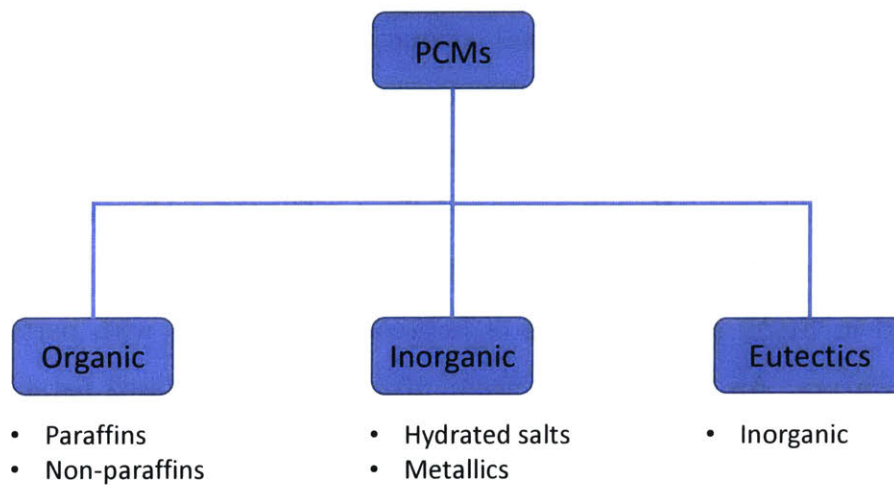 PCMs
Organic
Inorganic
Eutectics
• Paraffins
• Non-paraffins
• Hydrated salts
• Metallics
• Inorganic